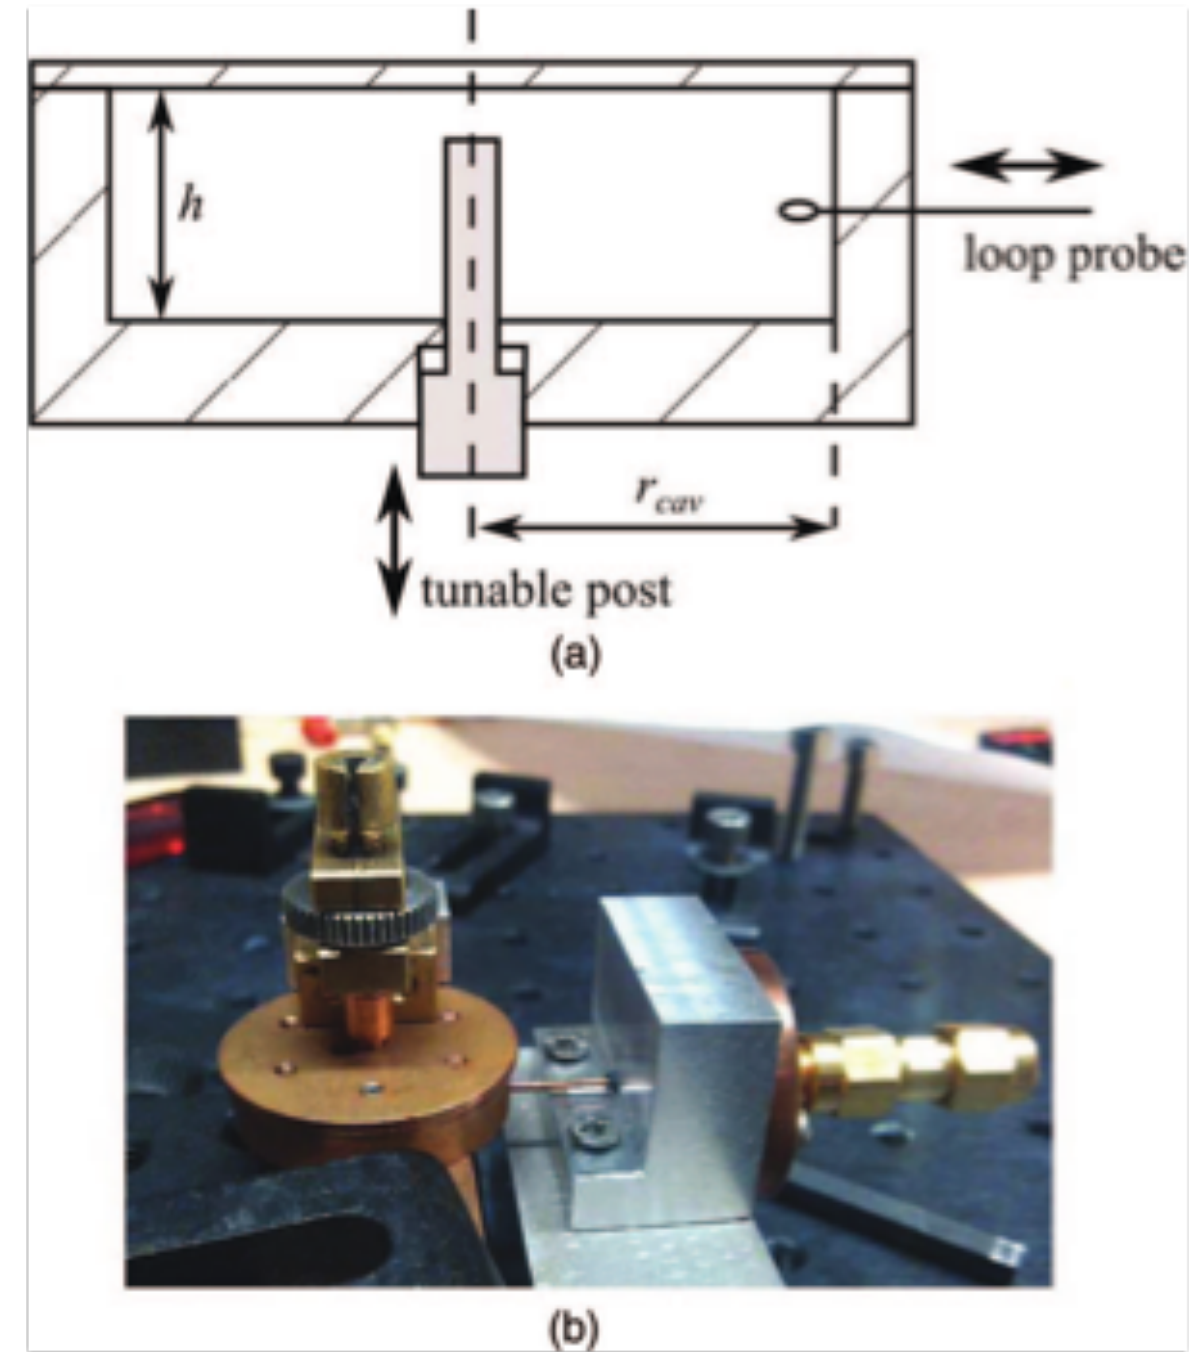 h
loop probe
r_cav
tunable post
(a)
(b)